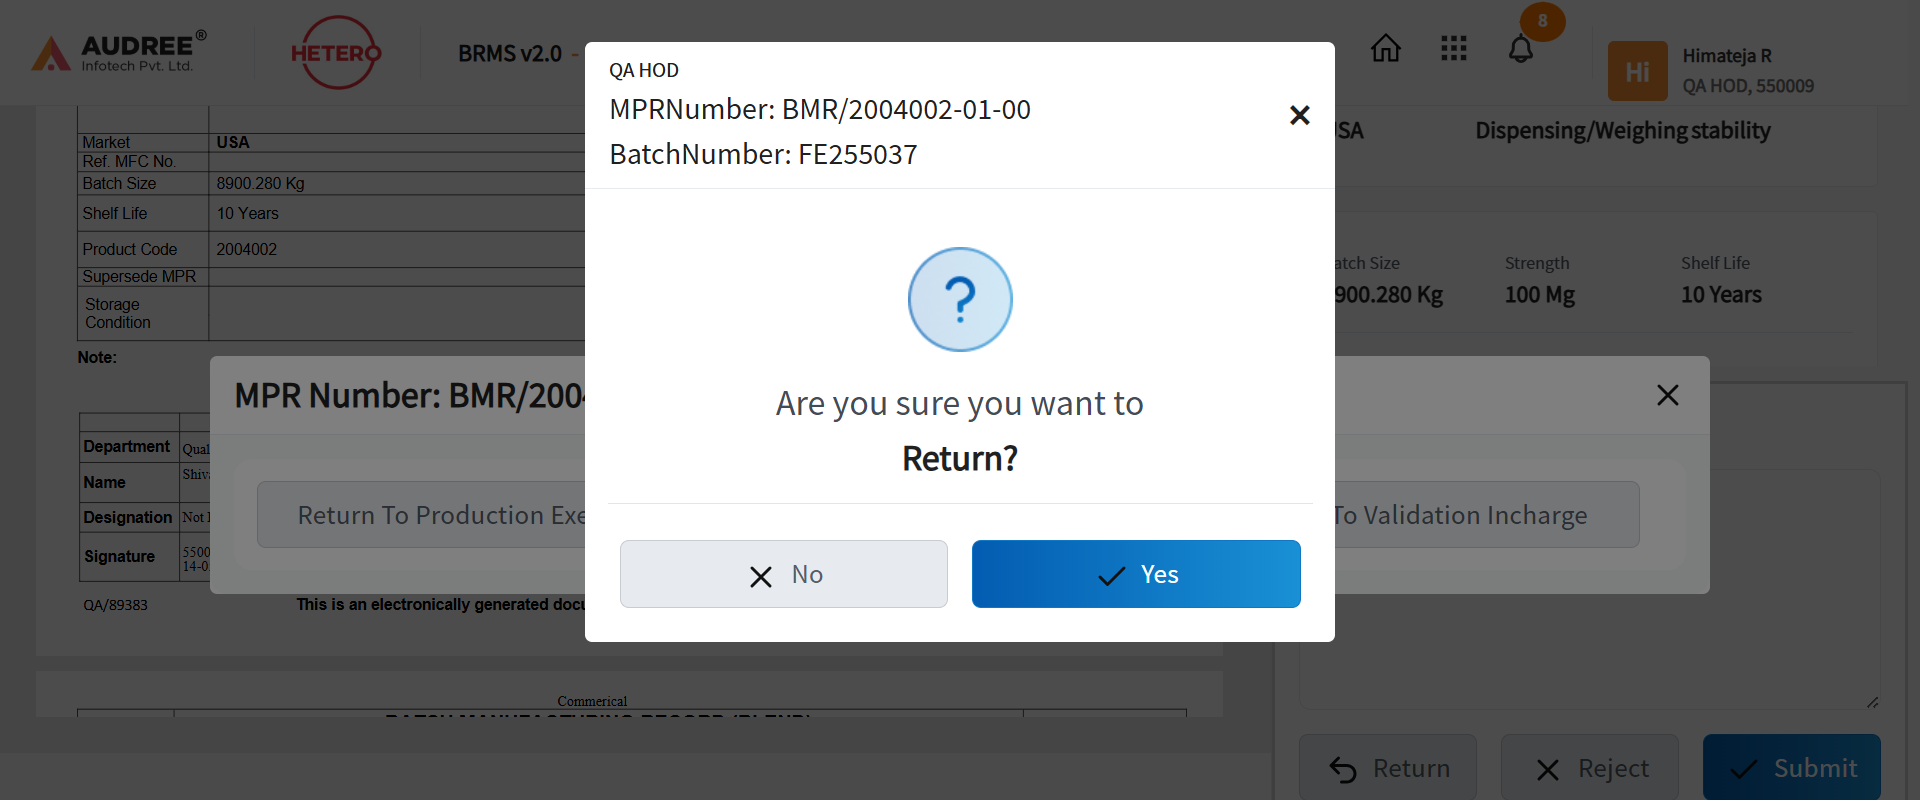 AUDREE®
Infotech Pvt. Ltd.
HETERO
BRMS v2.0 -
8
Hi
Himateja R
QA HOD, 550009
QA HOD
MPRNumber: BMR/2004002-01-00
BatchNumber: FE255037
Market USA
Ref. MFC No.
Batch Size 8900.280 Kg
Shelf Life 10 Years
Product Code 2004002
Supersede MPR
Storage
Condition
Note:
SA
Dispensing/Weighing stability
atch Size Strength Shelf Life
900.280 Kg 100 Mg 10 Years
MPR Number: BMR/200
Department Qual
Name Shiv
Designation Not
Signature 5500
14-0
QA/89383 This is an electronically generated docu
Return To Production Exe
To Validation Incharge
Are you sure you want to
Return?
No
Yes
Commerical
BATCH MANUFACTURING RECORD (BLEND)
Return
Reject
Submit